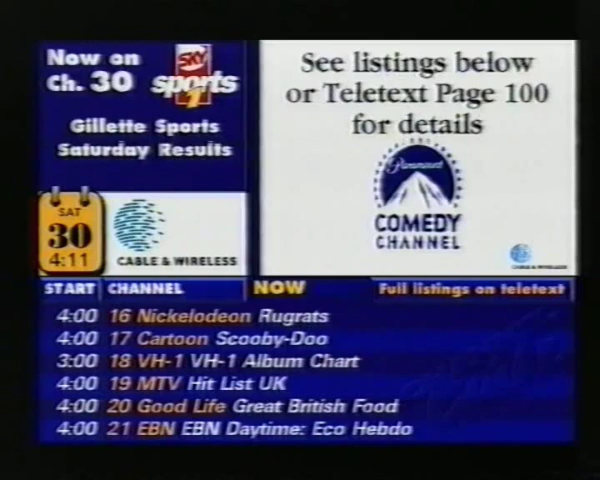 Now on
Ch. 30
SKY
sports
1
Gillette Sports
Saturday Results
See listings below
or Teletext Page 100
for details
Paramount
COMEDY
CHANNEL
SAT
30
4:11
CABLE & WIRELESS
CABLE & WIRELESS
START CHANNEL NOW Full listings on teletext
4:00 16 Nickelodeon Rugrats
4:00 17 Cartoon Scooby-Doo
3:00 18 VH-1 VH-1 Album Chart
4:00 19 MTV Hit List UK
4:00 20 Good Life Great British Food
4:00 21 EBN EBN Daytime: Eco Hebdo